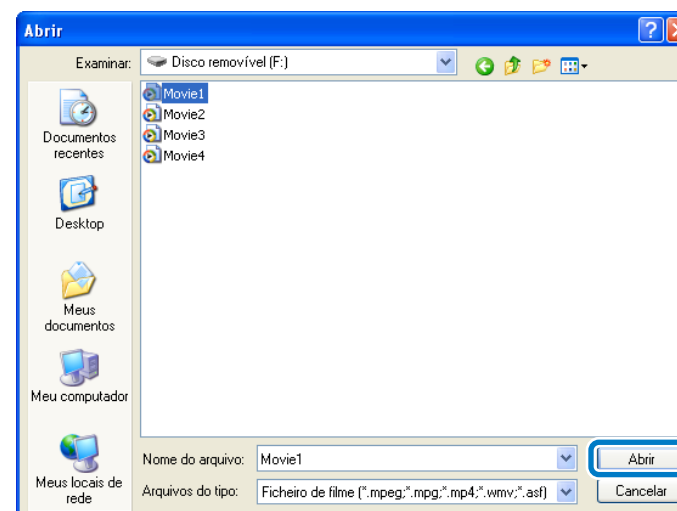 Abrir
Examinar: Disco removível (F:)
Movie1
Movie2
Movie3
Movie4
Documentos
recentes
Desktop
Meus
documentos
Meu computador
Meus locais de
rede
Nome do arquivo: Movie1 Abrir
Arquivos do tipo: Ficheiro de filme (*.mpeg;*.mpg;*.mp4;*.wmv;*.asf) Cancelar